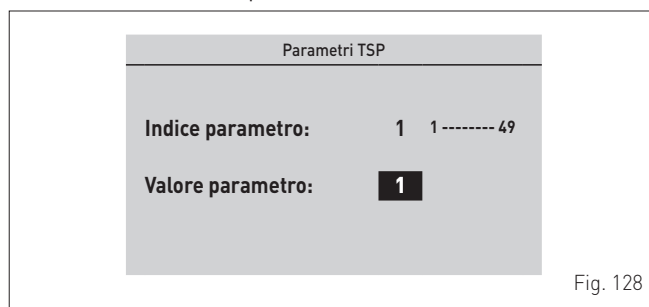 Parametri TSP
Indice parametro: 1 1 -------- 49
Valore parametro: 1
Fig. 128